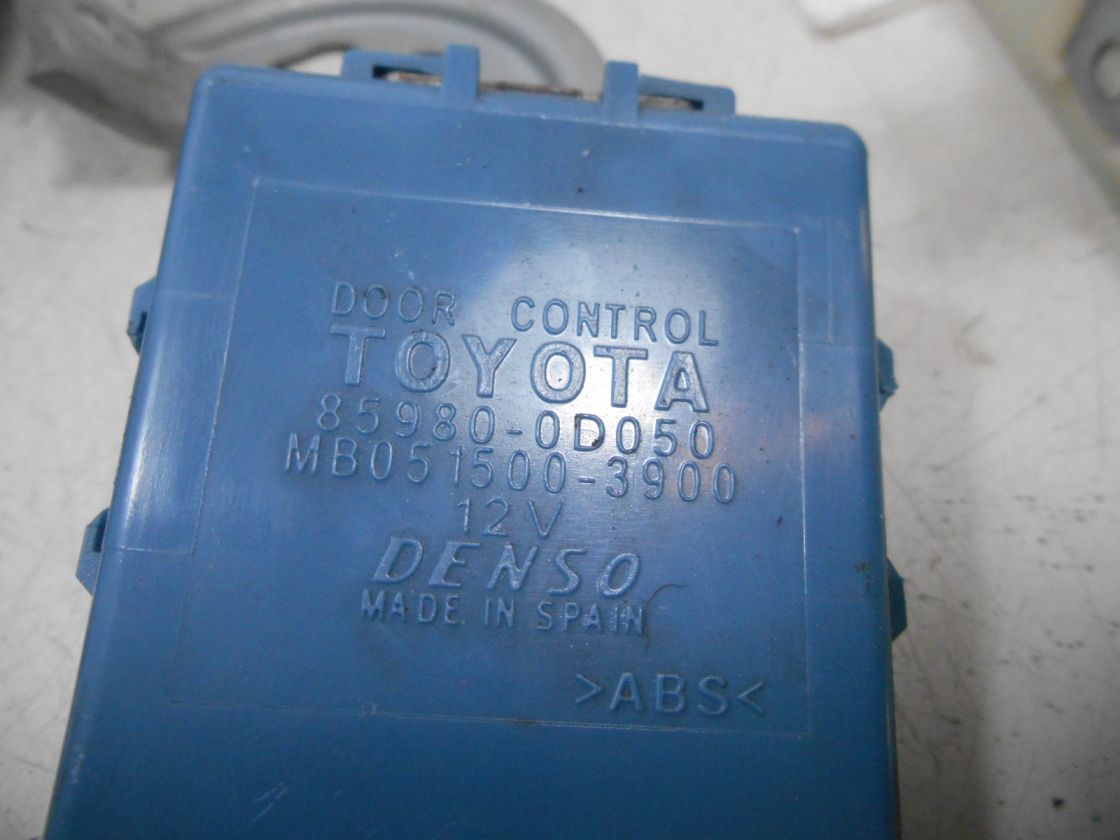 DOOR CONTROL
TOYOTA
85980-0D050
MB051500-3900
12V
DENSO
MADE IN SPAIN
>ABS<